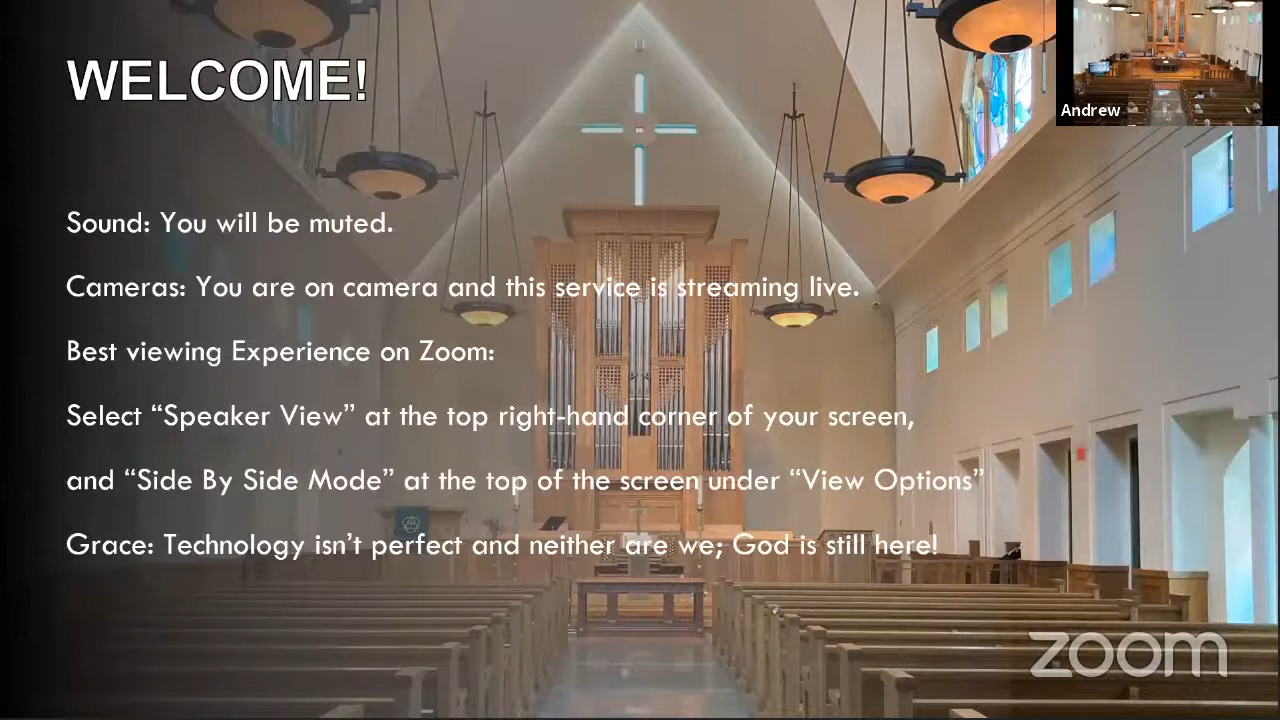 WELCOME!
Andrew
Sound: You will be muted.
Cameras: You are on camera and this service is streaming live.
Best viewing Experience on Zoom:
Select “Speaker View” at the top right-hand corner of your screen,
and “Side By Side Mode” at the top of the screen under “View Options”
Grace: Technology isn’t perfect and neither are we; God is still here!
zoom